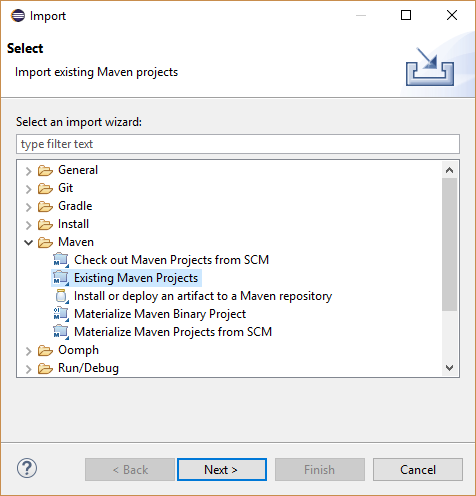 Import
Select
Import existing Maven projects
Select an import wizard:
type filter text
General
Git
Gradle
Install
Maven
Check out Maven Projects from SCM
Existing Maven Projects
Install or deploy an artifact to a Maven repository
Materialize Maven Binary Project
Materialize Maven Projects from SCM
Oomph
Run/Debug
? < Back Next > Finish Cancel